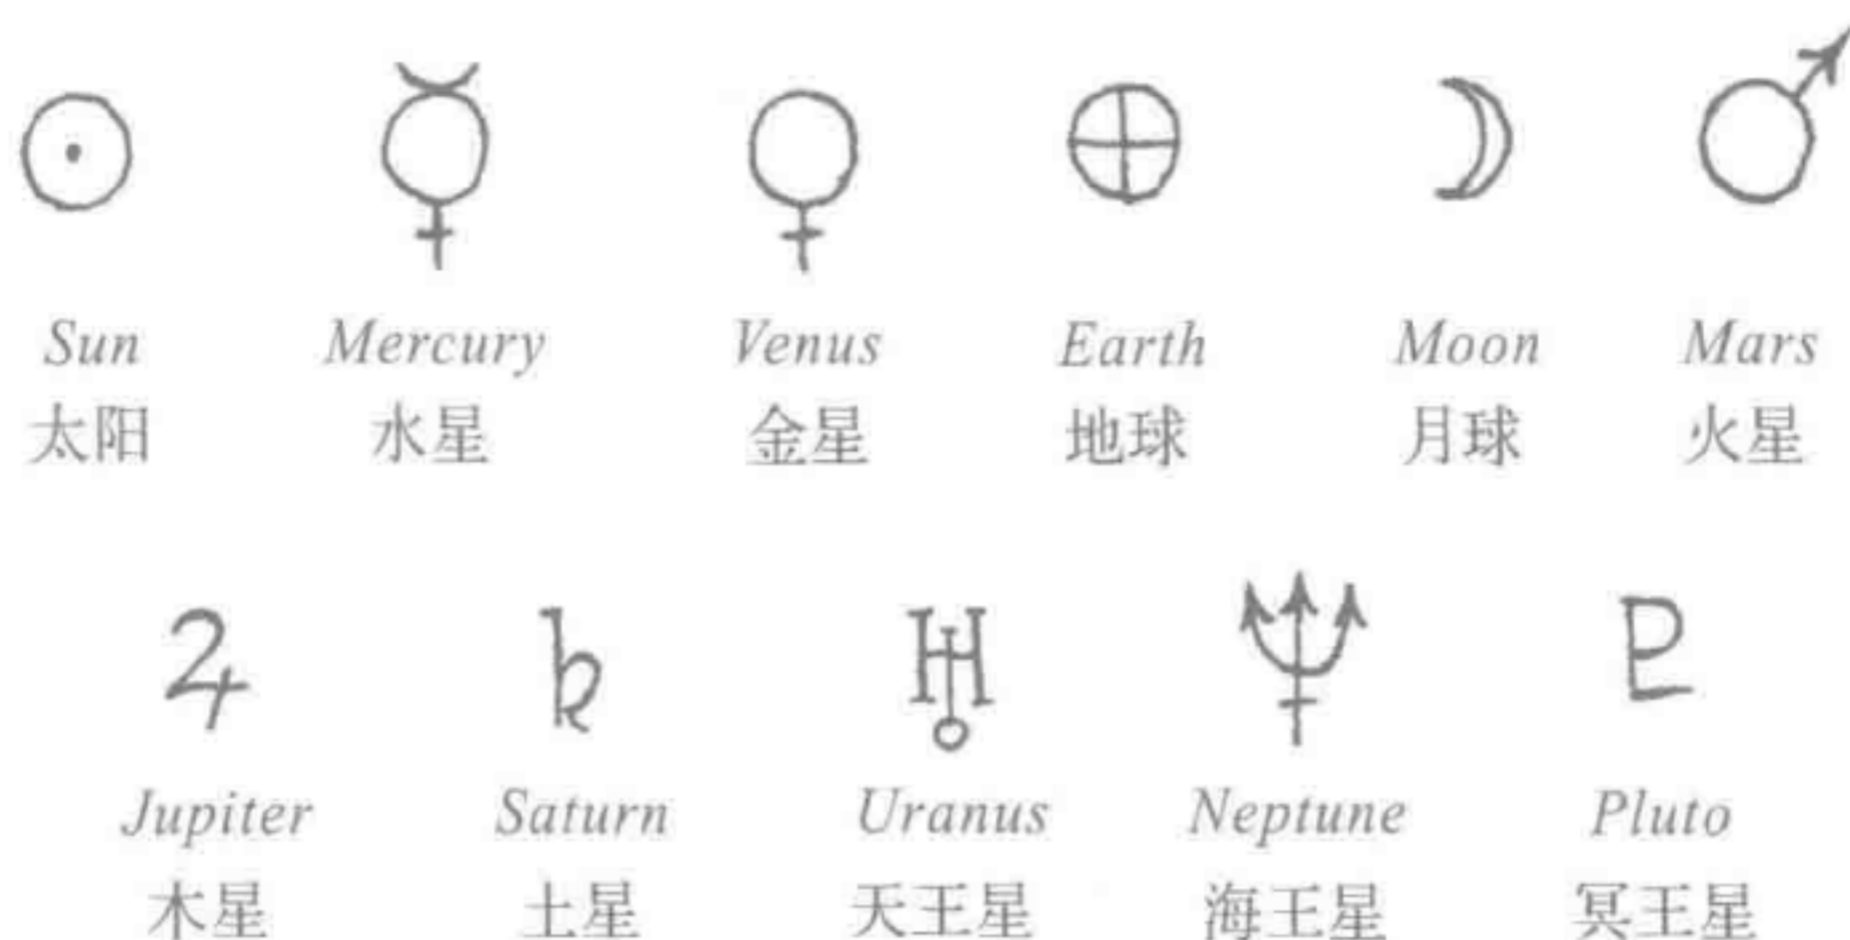 Sun Mercury Venus Earth Moon Mars
太阳 水星 金星 地球 月球 火星
Jupiter Saturn Uranus Neptune Pluto
木星 土星 天王星 海王星 冥王星